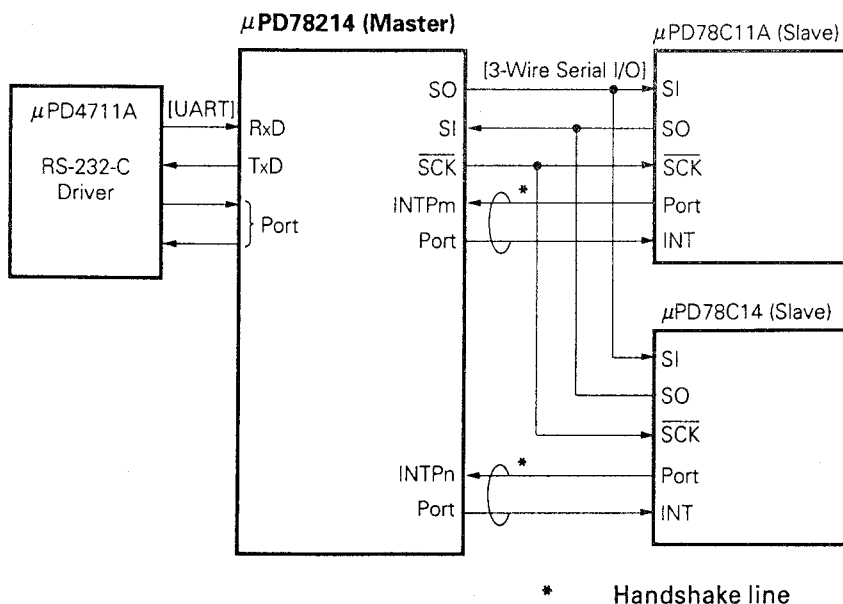 μPD78214 (Master)
μPD78C11A (Slave)
μPD4711A
RS-232-C
Driver
[UART]
RxD
TxD
Port
SO
SI
SCK
INTPm
Port
[3-Wire Serial I/O]
*
SI
SO
SCK
Port
INT
μPD78C14 (Slave)
SI
SO
SCK
Port
INT
INTPn
Port
*
* Handshake line